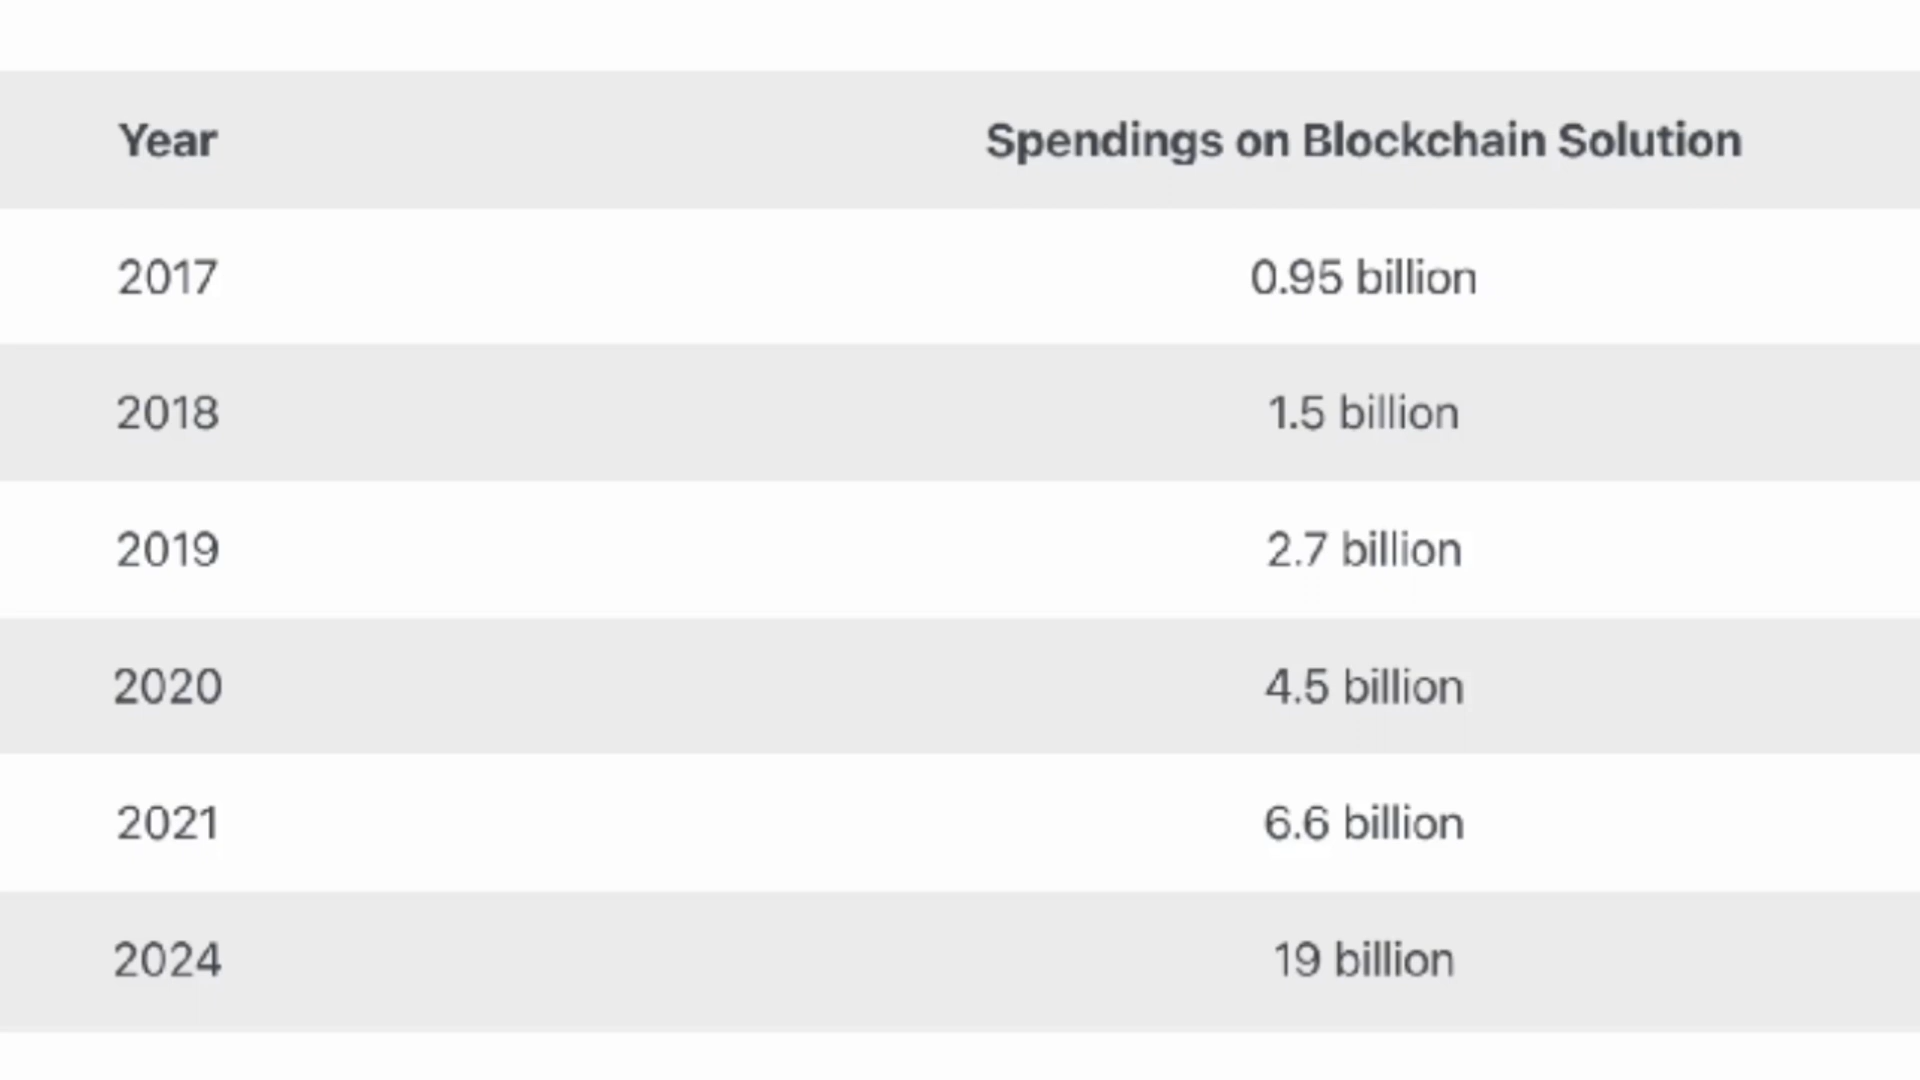 Year Spendings on Blockchain Solution
2017 0.95 billion
2018 1.5 billion
2019 2.7 billion
2020 4.5 billion
2021 6.6 billion
2024 19 billion